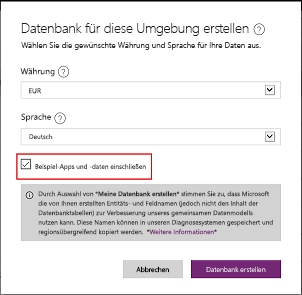 Datenbank für diese Umgebung erstellen ?
Wählen Sie die gewünschte Währung und Sprache für Ihre Daten aus.
Währung ?
EUR
Sprache ?
Deutsch
Beispiel-Apps und -daten einschließen
Durch Auswahl von "Meine Datenbank erstellen" stimmen Sie zu, dass Microsoft
die von Ihnen erstellten Entitäts- und Feldnamen (jedoch nicht den Inhalt der
Datenbanktabellen) zur Verbesserung unseres gemeinsamen Datenmodells
nutzen kann. Diese Namen können in unseren Diagnosesystemen gespeichert und
regionsübergreifend kopiert werden. "Weitere Informationen"
Abbrechen
Datenbank erstellen